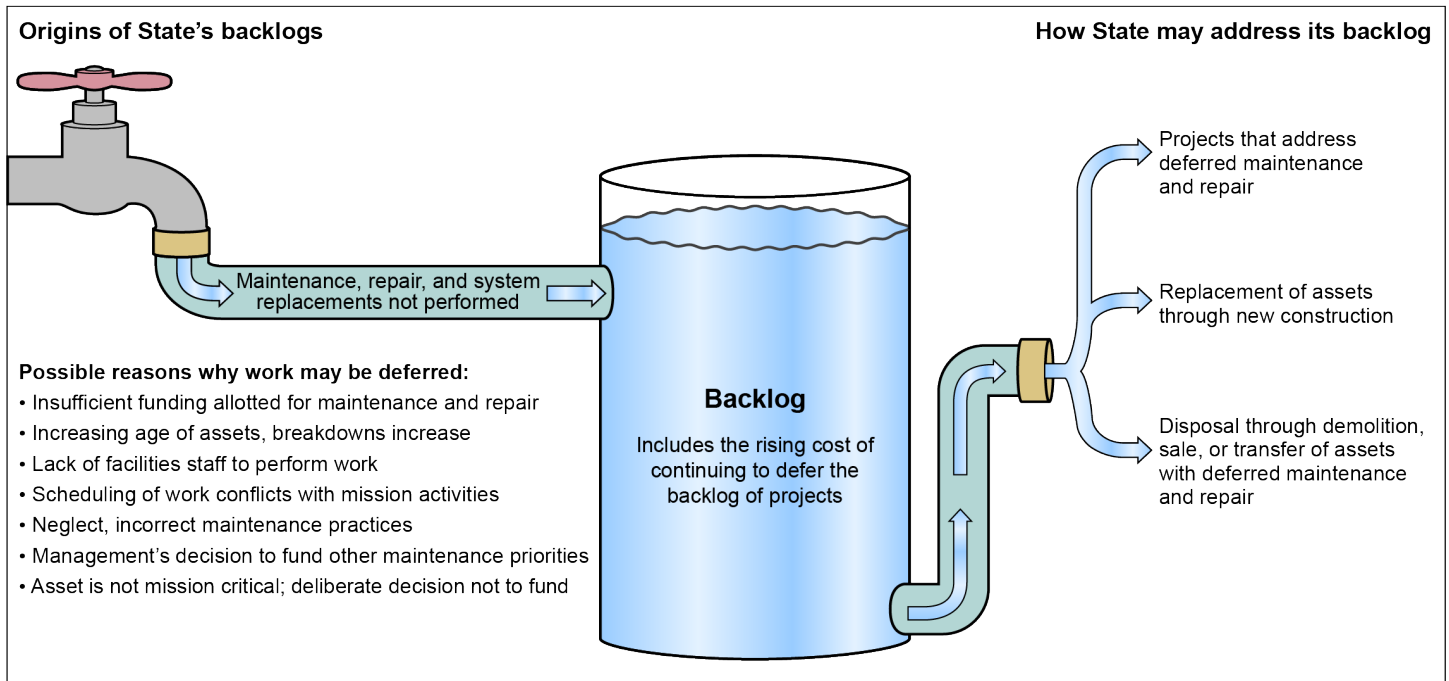 Origins of State’s backlogs
How State may address its backlog
Maintenance, repair, and system
replacements not performed
Possible reasons why work may be deferred:
• Insufficient funding allotted for maintenance and repair
• Increasing age of assets, breakdowns increase
• Lack of facilities staff to perform work
• Scheduling of work conflicts with mission activities
• Neglect, incorrect maintenance practices
• Management’s decision to fund other maintenance priorities
• Asset is not mission critical; deliberate decision not to fund
Backlog
Includes the rising cost of
continuing to defer the
backlog of projects
Projects that address
deferred maintenance
and repair
Replacement of assets
through new construction
Disposal through demolition,
sale, or transfer of assets
with deferred maintenance
and repair